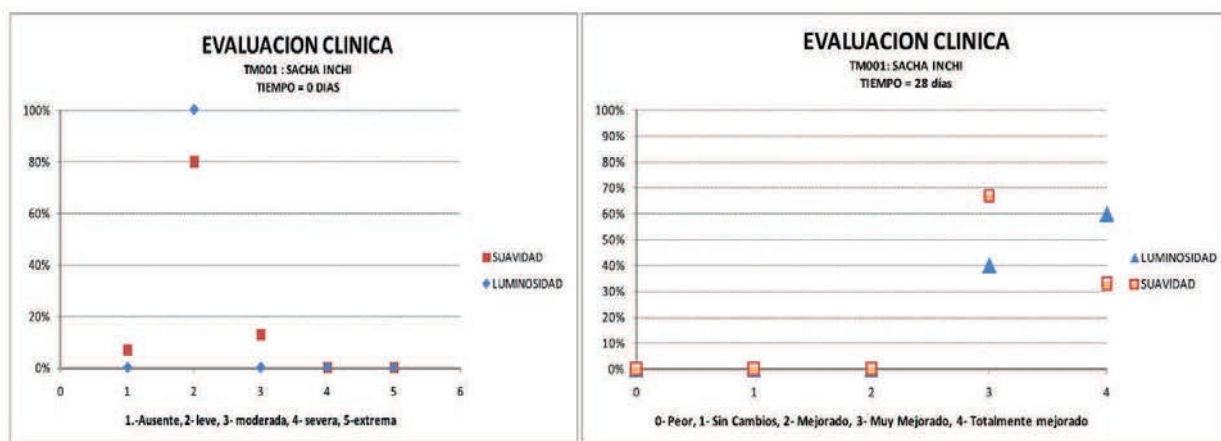 EVALUACION CLINICA
TM001 : SACHA INCHI
TIEMPO = 0 DIAS
100%
80%
60%
40%
20%
0%
0 1 2 3 4 5 6
SUAVIDAD
LUMINOSIDAD
1.-Ausente, 2- leve, 3- moderada, 4- severa, 5-extrema
EVALUACION CLINICA
TM001: SACHA INCHI
TIEMPO = 28 días
100%
90%
80%
70%
60%
50%
40%
30%
20%
10%
0%
0 1 2 3 4
LUMINOSIDAD
SUAVIDAD
0- Peor, 1- Sin Cambios, 2- Mejorado, 3- Muy Mejorado, 4- Totalmente mejorado